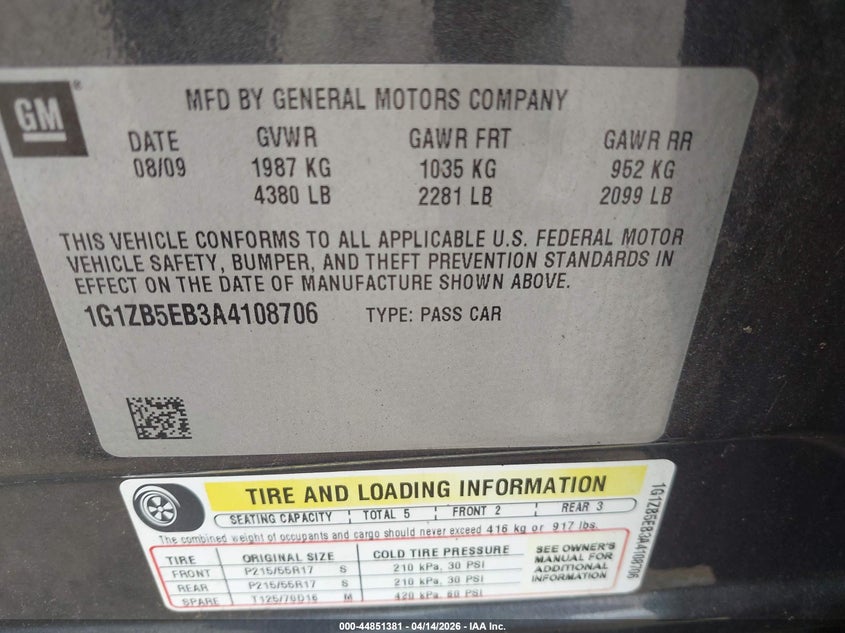 GM
MFD BY GENERAL MOTORS COMPANY
DATE GVWR GAWR FRT GAWR RR
08/09 1987 KG 1035 KG 952 KG
4380 LB 2281 LB 2099 LB
THIS VEHICLE CONFORMS TO ALL APPLICABLE U.S. FEDERAL MOTOR
VEHICLE SAFETY, BUMPER, AND THEFT PREVENTION STANDARDS IN
EFFECT ON THE DATE OF MANUFACTURE SHOWN ABOVE.
1G1ZB5EB3A4108706 TYPE: PASS CAR
TIRE AND LOADING INFORMATION
SEATING CAPACITY TOTAL 5 FRONT 2 REAR 3
The combined weight of occupants and cargo should never exceed 416 kg or 917 lbs.
TIRE ORIGINAL SIZE COLD TIRE PRESSURE
FRONT P215/55R17 S 210 kPa, 30 PSI
REAR P215/55R17 S 210 kPa, 30 PSI
SPARE T125/70D16 M 420 kPa, 60 PSI
SEE OWNER'S
MANUAL FOR
ADDITIONAL
INFORMATION
1G1ZB5EB3A4108706
000-44851381 - 04/14/2026 - IAA Inc.